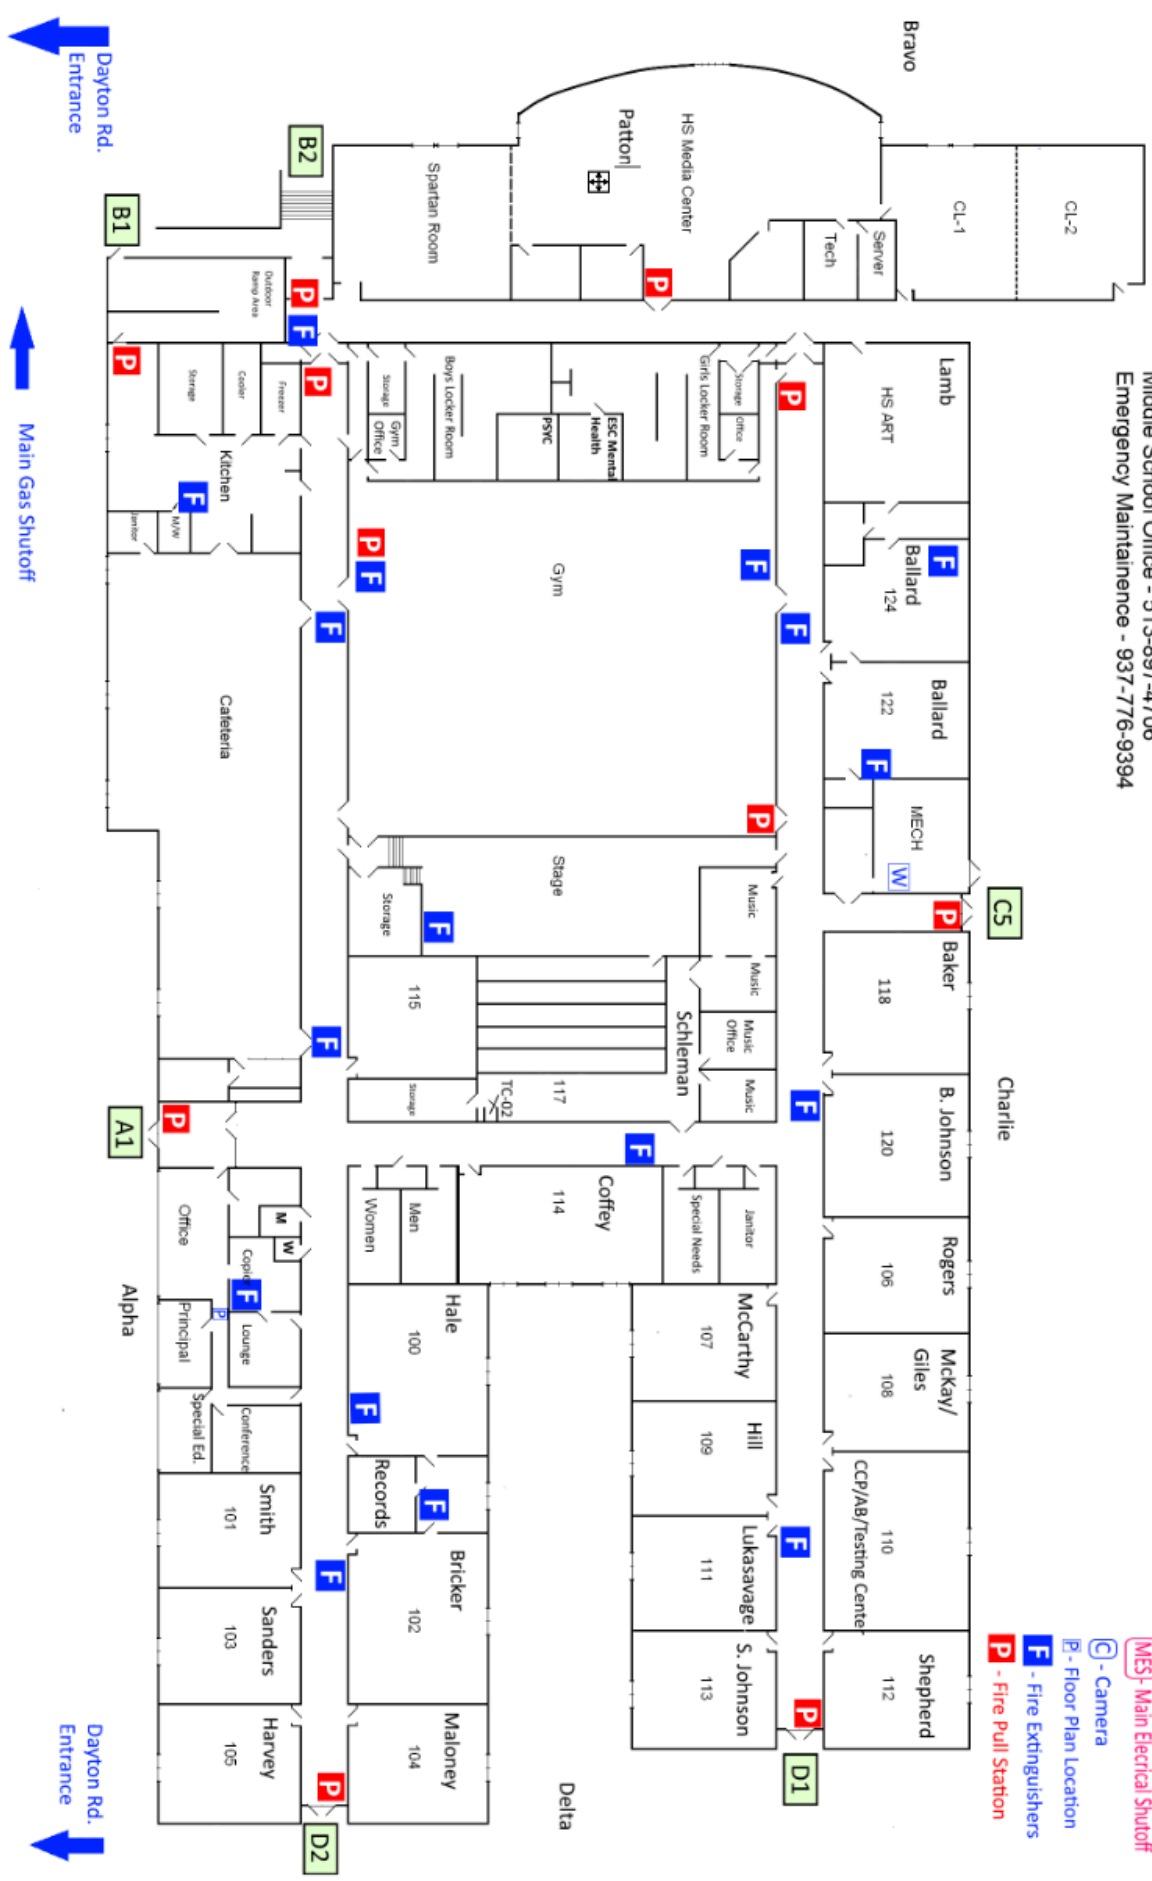 Middle School Office - 513-897-4706
Emergency Maintainence - 937-776-9394
MES - Main Elecrical Shutoff
C - Camera
P - Floor Plan Location
F - Fire Extinguishers
P - Fire Pull Station
Bravo
Dayton Rd.
Entrance
B2
B1
Main Gas Shutoff
CL-2
CL-1
Server
Tech
HS Media Center
Patton
Spartan Room
P
P
F
Outdoor
Ramp Area
P
P
Storage
Cooler
Freezer
Kitchen
F
M/W
Janitor
Storage
Gym
Office
Boys Locker Room
PSYC
ESC Mental
Health
Girls Locker Room
Storage
Office
P
Lamb
HS ART
Ballard
124
F
Ballard
122
F
MECH
W
C5
P
Gym
P
F
F
F
F
P
Cafeteria
Stage
Storage
F
Music
Music
Music
Office
Music
Schleman
115
Storage
TC-02
117
F
F
F
Baker
118
Charlie
B. Johnson
120
Rogers
106
McKay/
Giles
108
CCP/AB/Testing Center
110
Shepherd
112
A1
P
Office
M
W
Copier
F
P
Lounge
Principal
Alpha
Special Ed.
Conference
Women
Men
Coffey
114
Special Needs
Janitor
Hale
100
F
Records
F
Bricker
102
Maloney
104
McCarthy
107
Hill
109
Lukasavage
111
S. Johnson
113
F
P
D1
Smith
101
F
Sanders
103
Harvey
105
P
D2
Delta
Dayton Rd.
Entrance